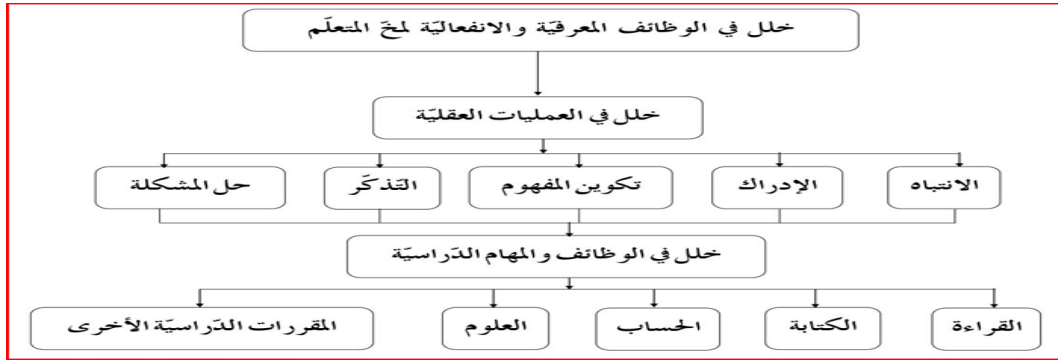 خلل في الوظائف المعرفيّة والانفعاليّة لمخّ المتعلّم
خلل في العمليات العقليّة
الانتباه
الإدراك
تكوين المفهوم
التّذكّر
حل المشكلة
خلل في الوظائف والمهام الدّراسيّة
القراءة
الكتابة
الحساب
العلوم
المقررات الدّراسيّة الأخرى